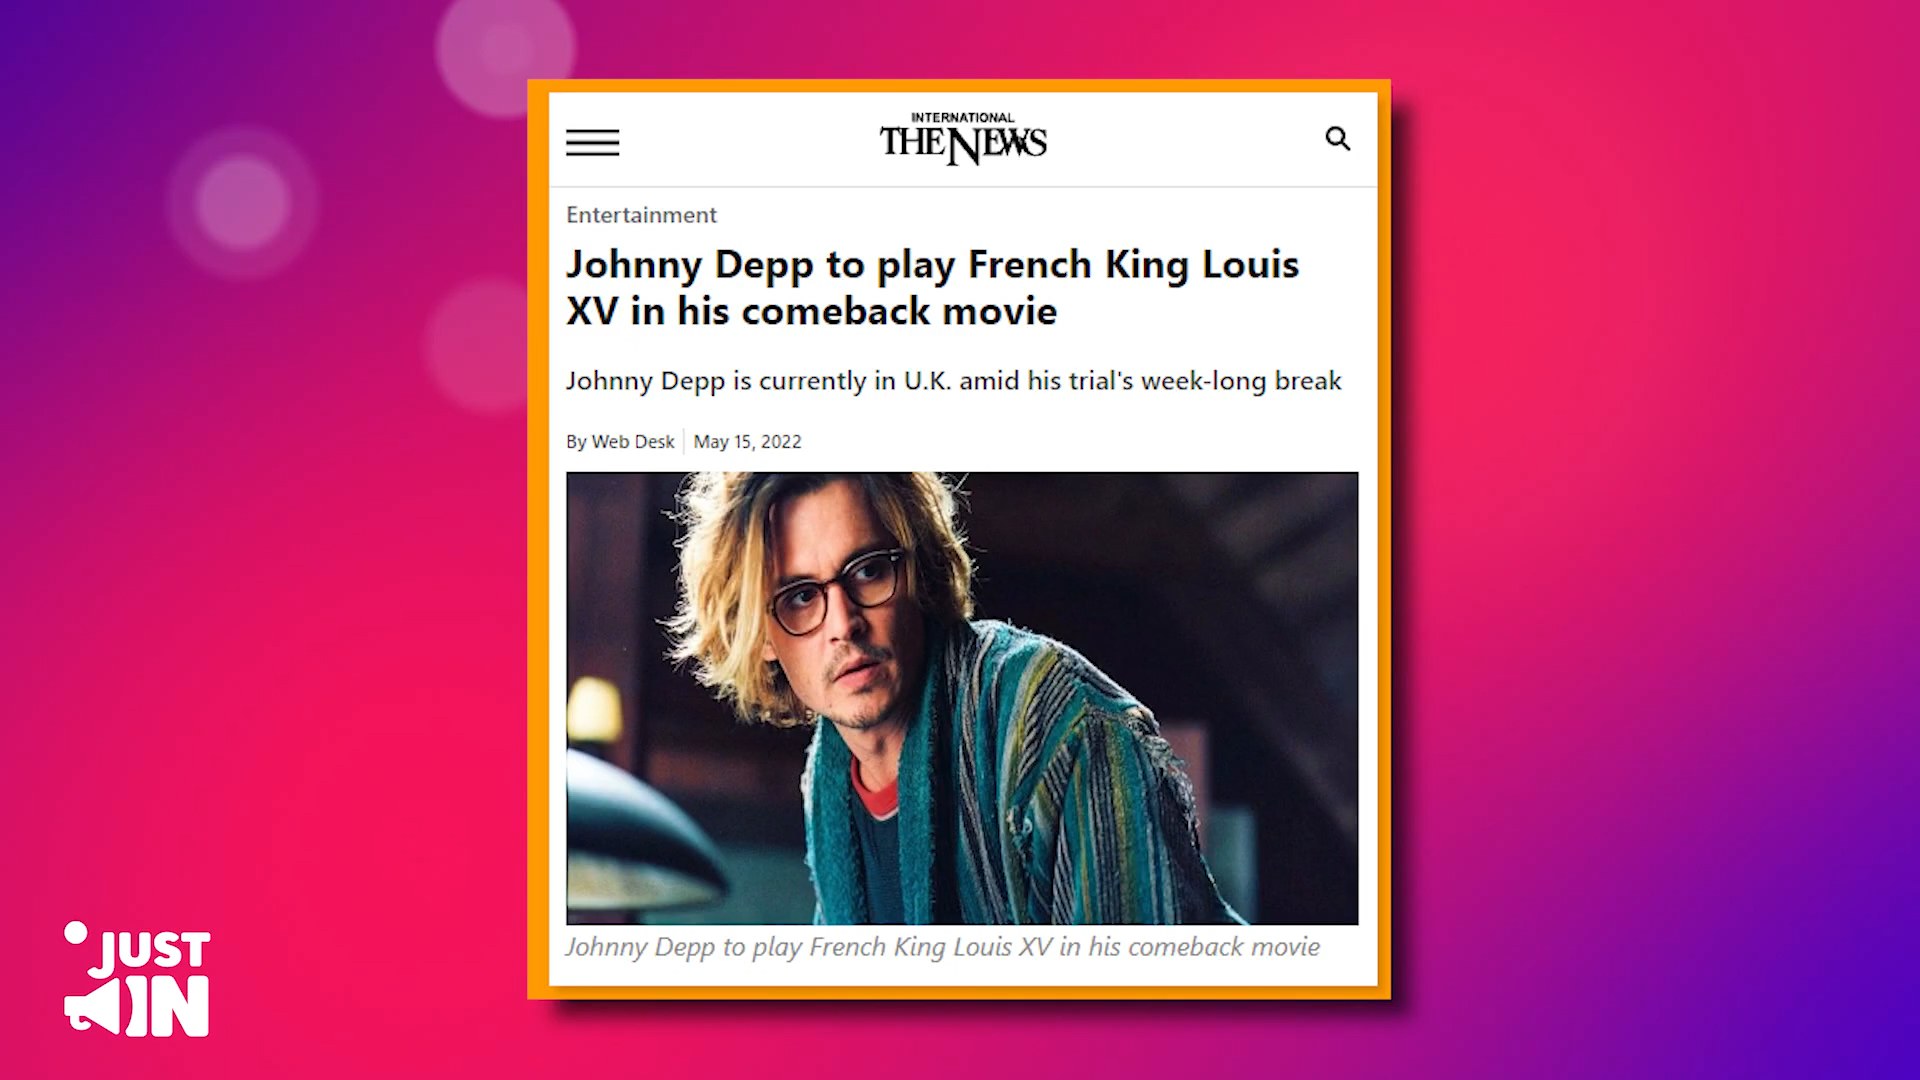 INTERNATIONAL
THE NEWS
Entertainment
Johnny Depp to play French King Louis
XV in his comeback movie
Johnny Depp is currently in U.K. amid his trial's week-long break
By Web Desk
May 15, 2022
Johnny Depp to play French King Louis XV in his comeback movie
JUST
IN